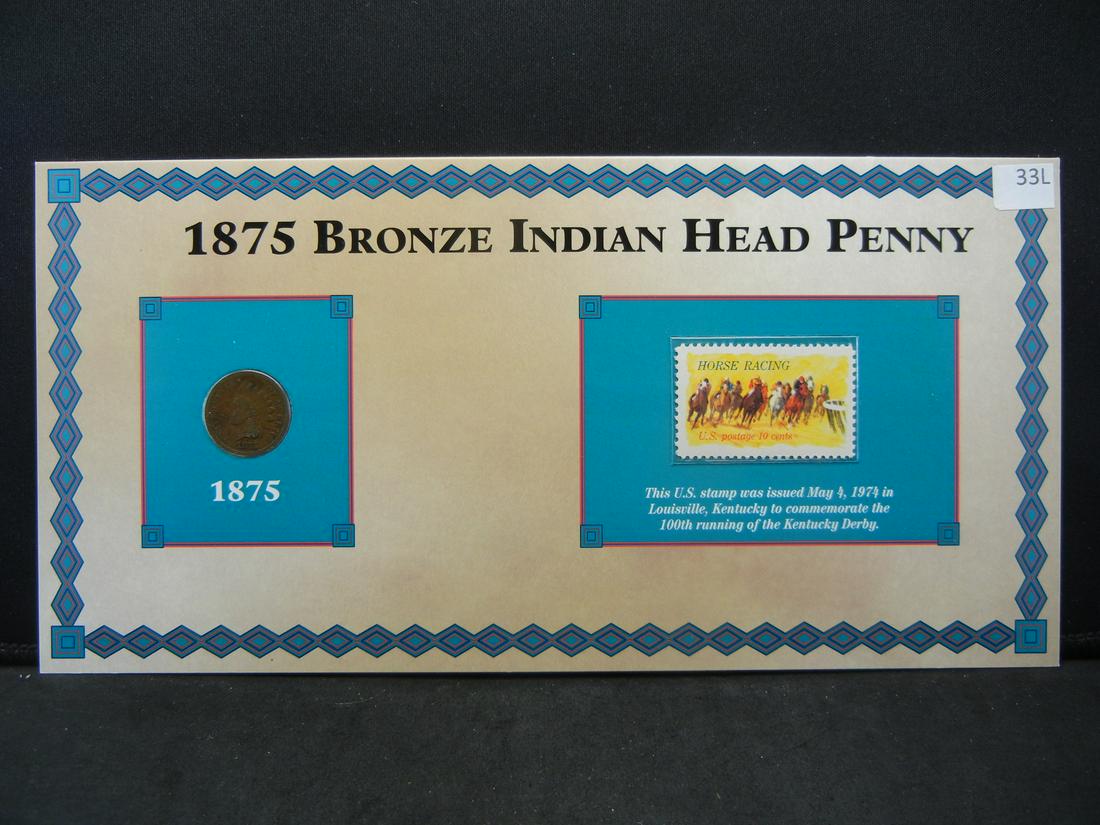 33L
1875 BRONZE INDIAN HEAD PENNY
1875
HORSE RACING
U.S. postage 10 cents
This U.S. stamp was issued May 4, 1974 in
Louisville, Kentucky to commemorate the
100th running of the Kentucky Derby.